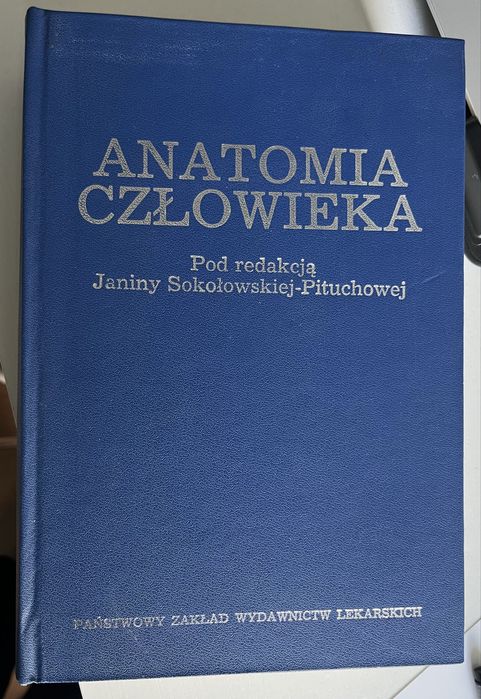 ANATOMIA
CZŁOWIEKA
Pod redakcją
Janiny Sokołowskiej-Pituchowej
PAŃSTWOWY ZAKŁAD WYDAWNICTW LEKARSKICH